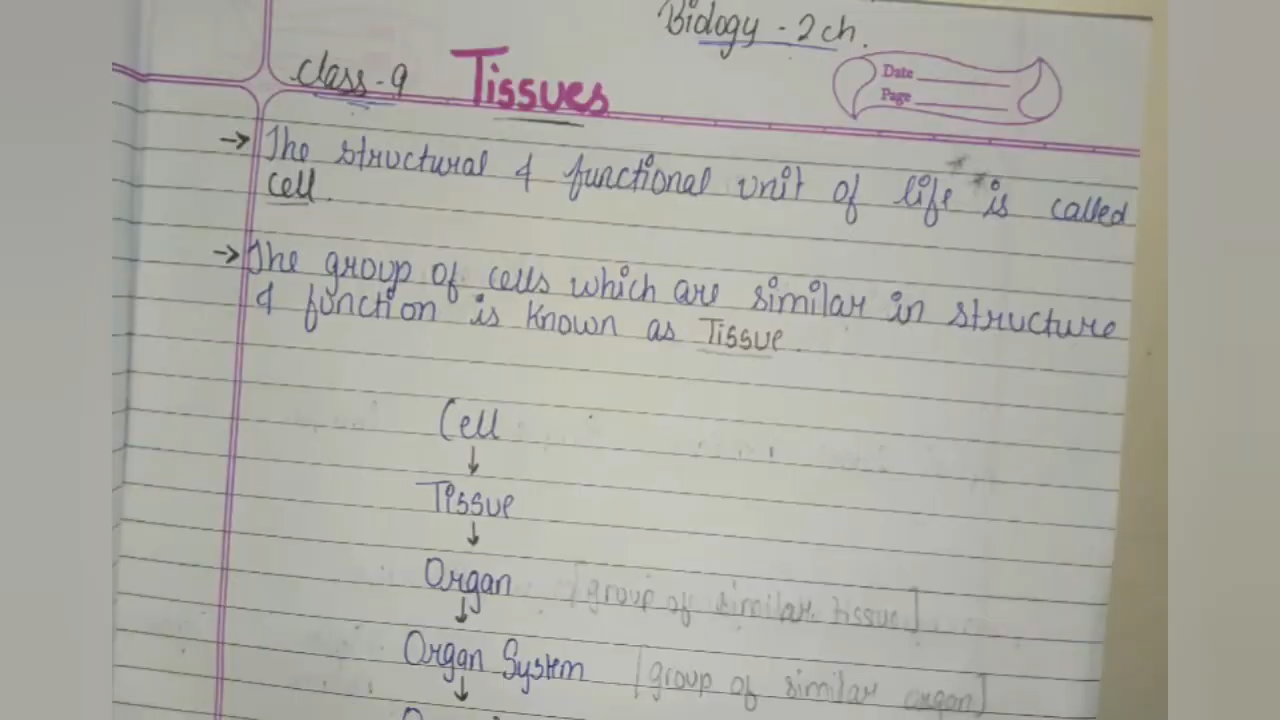 Biology - 2 ch.
Class - 9 Tissues
Date
Page
→ The structural & functional unit of life is called
cell.
→ The group of cells which are similar in structure
& function is known as Tissue.
Cell
↓
Tissue
↓
Organ [group of similar tissue]
↓
Organ System [group of similar organ]
↓